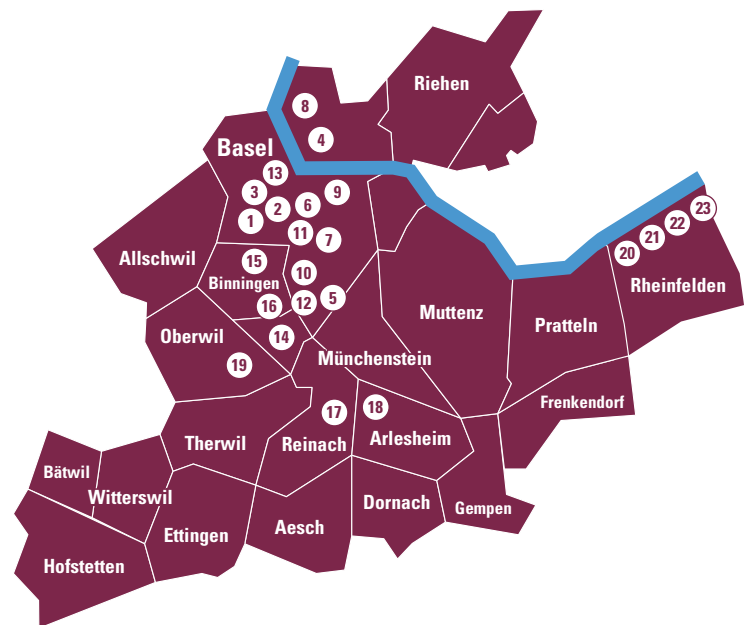 Riehen
8
4
Basel
13
3
2
6
9
1
11
7
Allschwil
15
10
Binningen
16
12
5
14
Oberwil
19
23
22
21
20
Rheinfelden
Muttenz
Pratteln
Münchenstein
17
18
Frenkendorf
Therwil
Reinach
Arlesheim
Bätwil
Witterswil
Dornach
Gempen
Ettingen
Aesch
Hofstetten